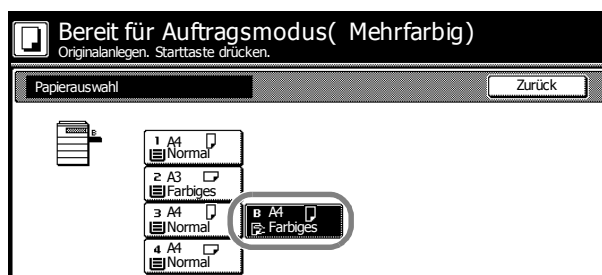 Bereit für Auftragsmodus( Mehrfarbig)
Originalanlegen. Starttaste drücken.
Papierauswahl
Zurück
B
1 A4
Normal
2 A3
Farbiges
3 A4
Normal
B A4
Farbiges
4 A4
Normal